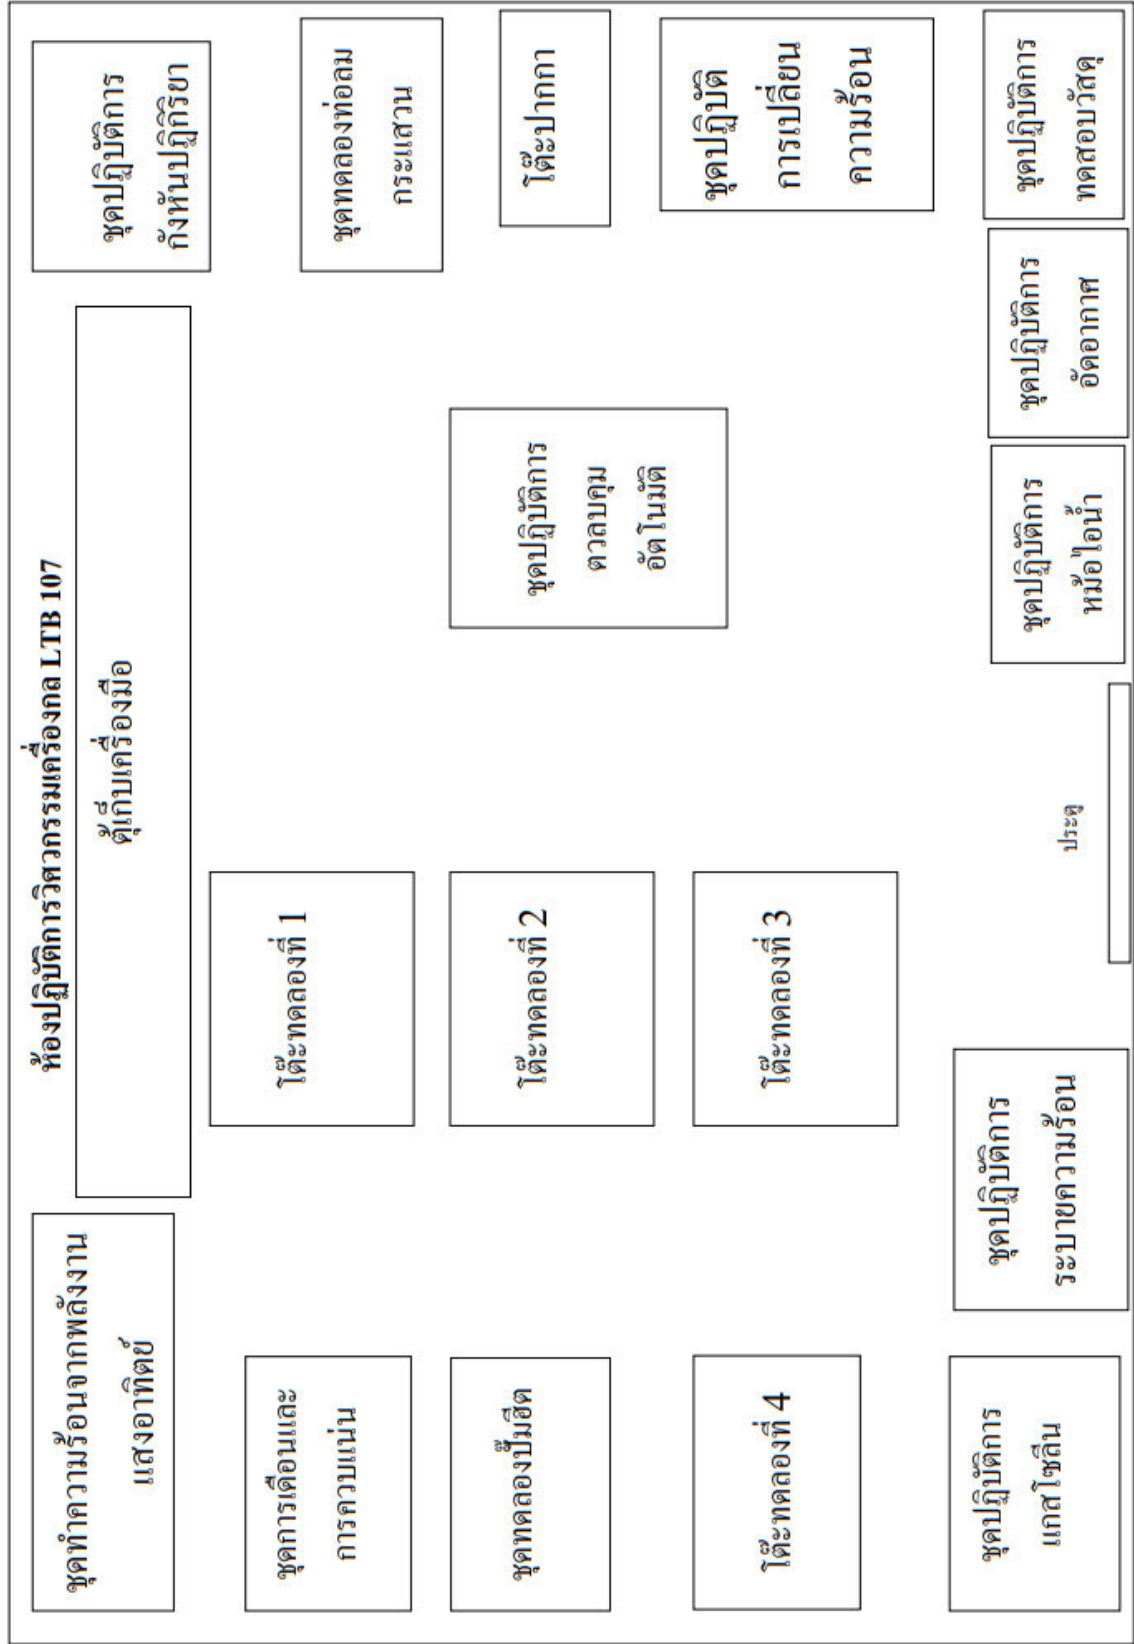 ห้องปฏิบัติการวิศวกรรมเครื่องกล LTB 107
ชุดทำความร้อนจากพลังงาน
แสงอาทิตย์
ตู้เก็บเครื่องมือ
ชุดปฏิบัติการ
กังหันปฏิกิริยา
ชุดการเดือนและ
การควบแน่น
โต๊ะทดลองที่ 1
ชุดทดลองท่อลม
กระแสวน
ชุดทดลองปั๊มฮีต
โต๊ะทดลองที่ 2
ชุดปฏิบัติการ
ควลบคุม
อัตโนมัติ
โต๊ะปากกา
โต๊ะทดลองที่ 4
โต๊ะทดลองที่ 3
ชุดปฏิบัติ
การเปลี่ยน
ความร้อน
ชุดปฏิบัติการ
แกสโซลีน
ชุดปฏิบัติการ
ระบายความร้อน
ประตู
ชุดปฏิบัติการ
หม้อไอน้ำ
ชุดปฏิบัติการ
อัดอากาศ
ชุดปฏิบัติการ
ทดสอบวัสดุ